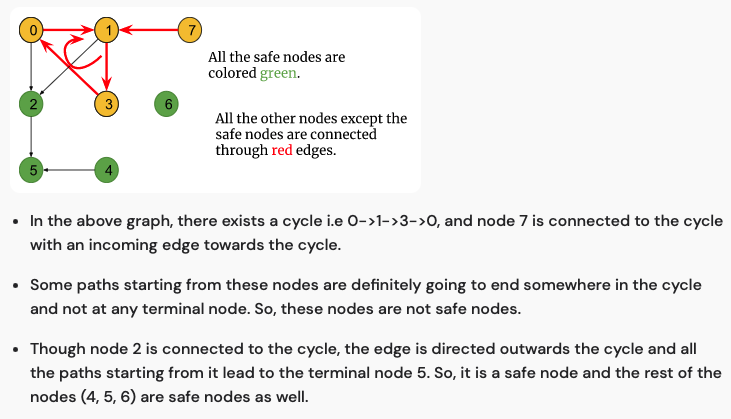 0 1 7
All the safe nodes are
colored green.
2 3 6
All the other nodes except the
safe nodes are connected
through red edges.
5 4
• In the above graph, there exists a cycle i.e 0->1->3->0, and node 7 is connected to the cycle
with an incoming edge towards the cycle.
• Some paths starting from these nodes are definitely going to end somewhere in the cycle
and not at any terminal node. So, these nodes are not safe nodes.
• Though node 2 is connected to the cycle, the edge is directed outwards the cycle and all
the paths starting from it lead to the terminal node 5. So, it is a safe node and the rest of the
nodes (4, 5, 6) are safe nodes as well.